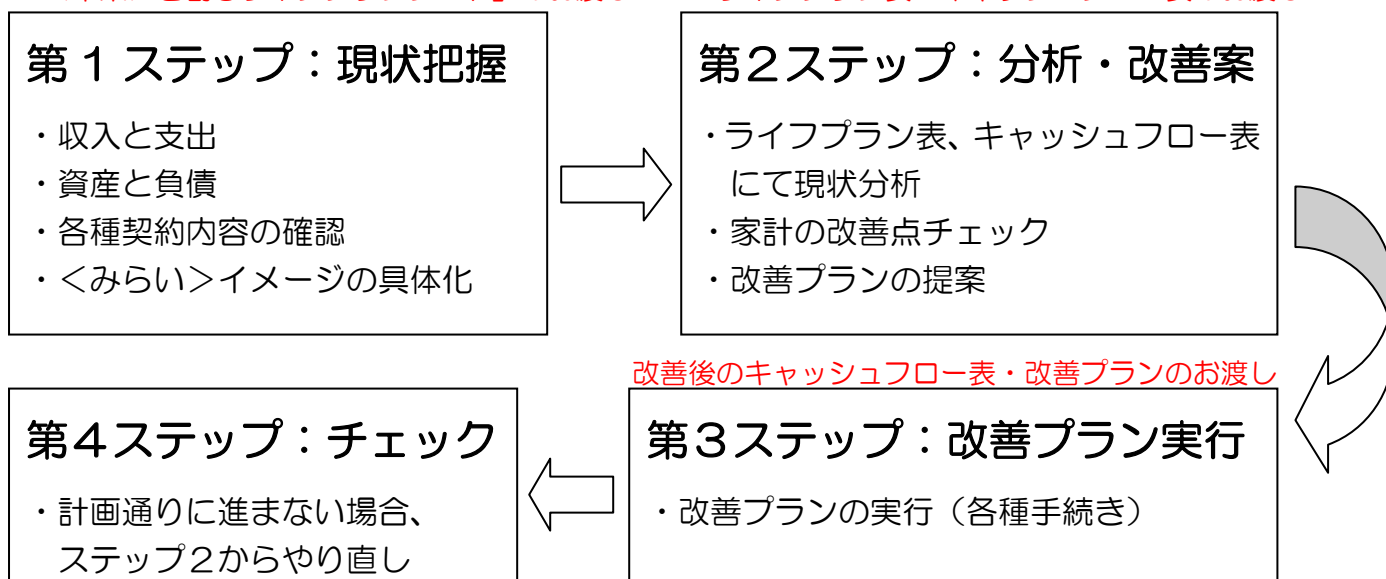 第１ステップ：現状把握
・収入と支出
・資産と負債
・各種契約内容の確認
・＜みらい＞イメージの具体化
第２ステップ：分析・改善案
・ライフプラン表、キャッシュフロー表
にて現状分析
・家計の改善点チェック
・改善プランの提案
改善後のキャッシュフロー表・改善プランのお渡し
第３ステップ：改善プラン実行
・改善プランの実行（各種手続き）
第４ステップ：チェック
・計画通りに進まない場合、
ステップ２からやり直し